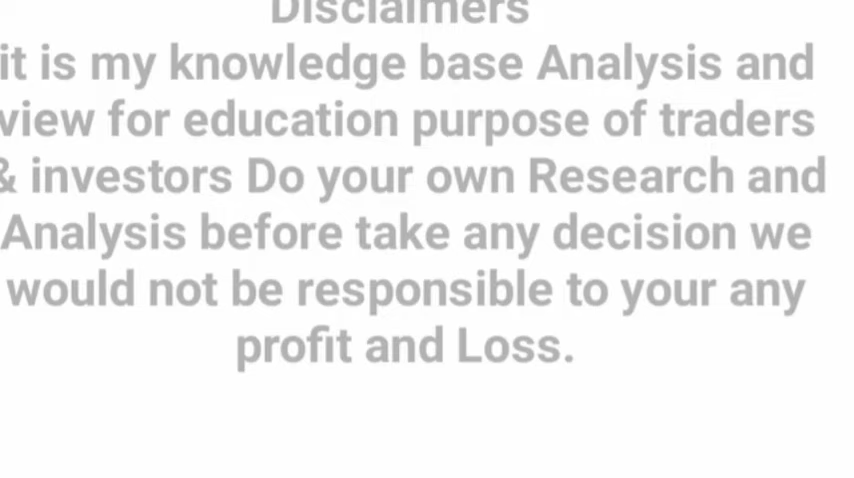 Disclaimers
it is my knowledge base Analysis and
view for education purpose of traders
& investors Do your own Research and
Analysis before take any decision we
would not be responsible to your any
profit and Loss.